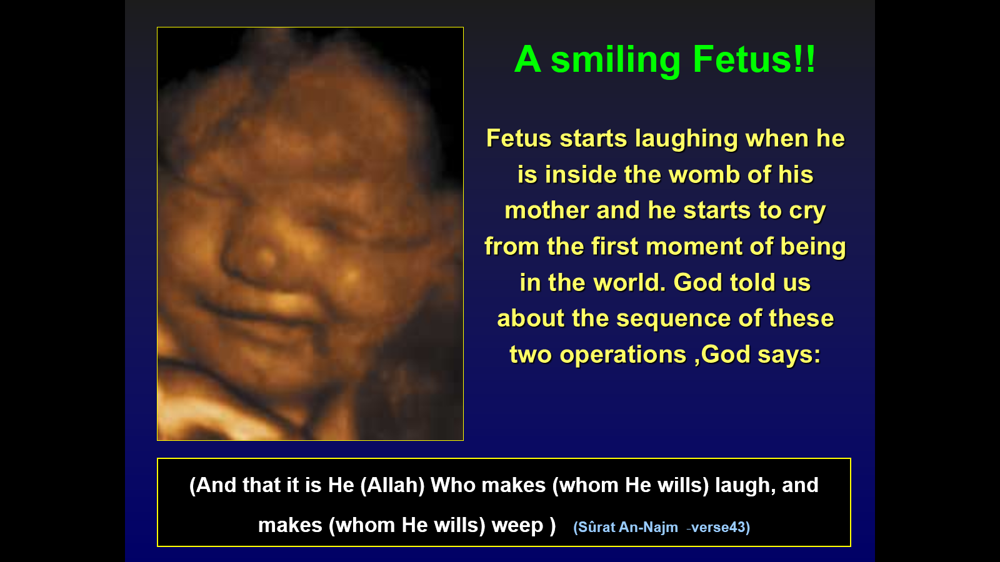 A smiling Fetus!!
Fetus starts laughing when he
is inside the womb of his
mother and he starts to cry
from the first moment of being
in the world. God told us
about the sequence of these
two operations ,God says:
(And that it is He (Allah) Who makes (whom He wills) laugh, and
makes (whom He wills) weep ) (Sûrat An-Najm –verse43)